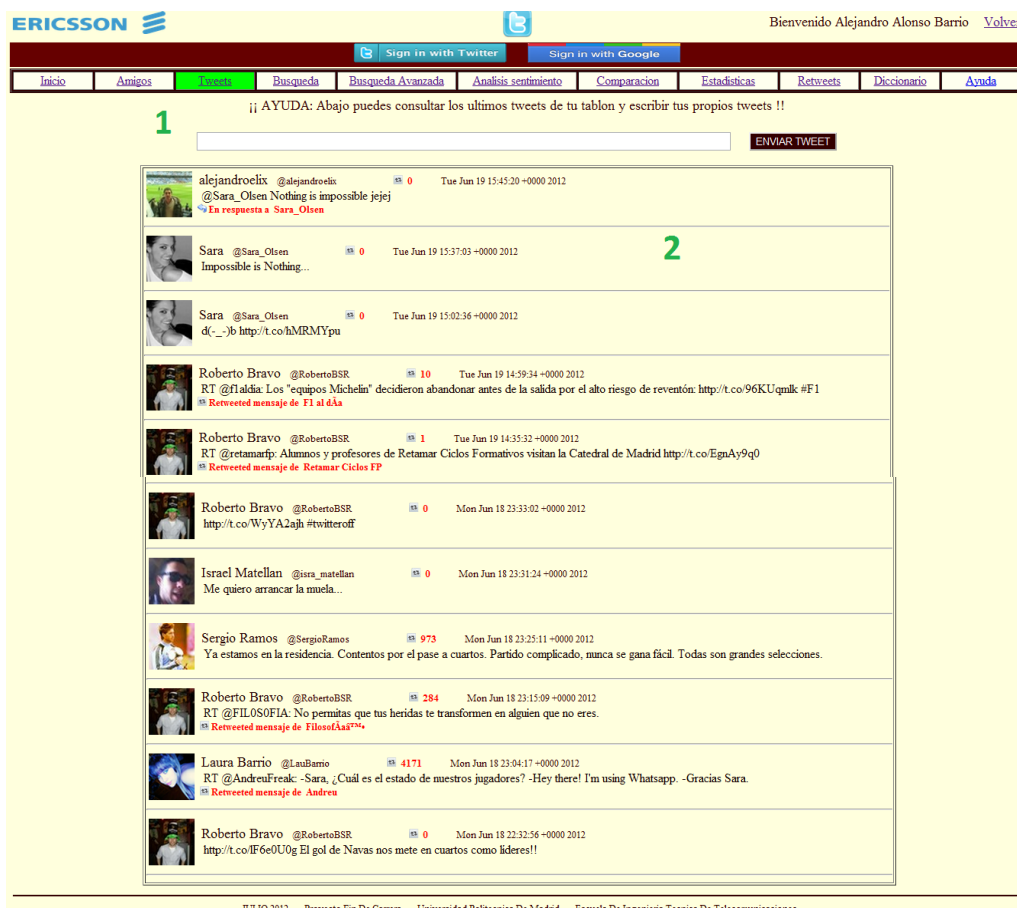 ERICSSON
Bienvenido Alejandro Alonso Barrio Volver
Sign in with Twitter Sign in with Google
Inicio Amigos Tweets Busqueda Busqueda Avanzada Analisis sentimiento Comparacion Estadisticas Retweets Diccionario Ayuda
¡¡ AYUDA: Abajo puedes consultar los ultimos tweets de tu tablon y escribir tus propios tweets !!
1
ENVIAR TWEET
alejandroelix @alejandroelix 0 Tue Jun 19 15:45:20 +0000 2012
@Sara_Olsen Nothing is impossible jejej
En respuesta a Sara_Olsen
2
Sara @Sara_Olsen 0 Tue Jun 19 15:37:03 +0000 2012
Impossible is Nothing...
Sara @Sara_Olsen 0 Tue Jun 19 15:02:36 +0000 2012
d(-_-)b http://t.co/hMRMYpu
Roberto Bravo @RobertoBSR 10 Tue Jun 19 14:59:34 +0000 2012
RT @f1aldia: Los "equipos Michelin" decidieron abandonar antes de la salida por el alto riesgo de reventón: http://t.co/96KUqmlk #F1
Retweeted mensaje de F1 al dÃ­a
Roberto Bravo @RobertoBSR 1 Tue Jun 19 14:35:32 +0000 2012
RT @retamarfp: Alumnos y profesores de Retamar Ciclos Formativos visitan la Catedral de Madrid http://t.co/EgnAy9q0
Retweeted mensaje de Retamar Ciclos FP
Roberto Bravo @RobertoBSR 0 Mon Jun 18 23:33:02 +0000 2012
http://t.co/WyYA2ajh #twitteroff
Israel Matellan @isra_matellan 0 Mon Jun 18 23:31:24 +0000 2012
Me quiero arrancar la muela...
Sergio Ramos @SergioRamos 973 Mon Jun 18 23:25:11 +0000 2012
Ya estamos en la residencia. Contentos por el pase a cuartos. Partido complicado, nunca se gana fácil. Todas son grandes selecciones.
Roberto Bravo @RobertoBSR 284 Mon Jun 18 23:15:09 +0000 2012
RT @FIL0S0FIA: No permitas que tus heridas te transformen en alguien que no eres.
Retweeted mensaje de
Laura Barrio @LauBarrio 4171 Mon Jun 18 23:04:17 +0000 2012
RT @AndreuFreak: -Sara, ¿Cuál es el estado de nuestros jugadores? -Hey there! I'm using Whatsapp. -Gracias Sara.
Retweeted mensaje de Andreu
Roberto Bravo @RobertoBSR 0 Mon Jun 18 22:32:56 +0000 2012
http://t.co/lF6e0U0g El gol de Navas nos mete en cuartos como lideres!!